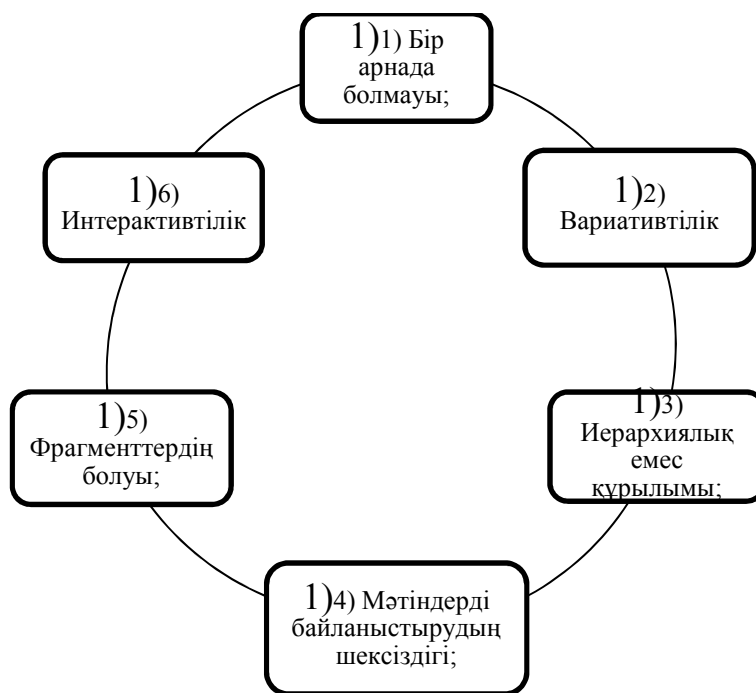 1)1) Бір
арнада
болмауы;
1)2)
Вариативтілік
1)3)
Иерархиялық
емес
құрылымы;
1)4) Мәтіндерді
байланыстырудың
шексіздігі;
1)5)
Фрагменттердің
болуы;
1)6)
Интерактивтілік